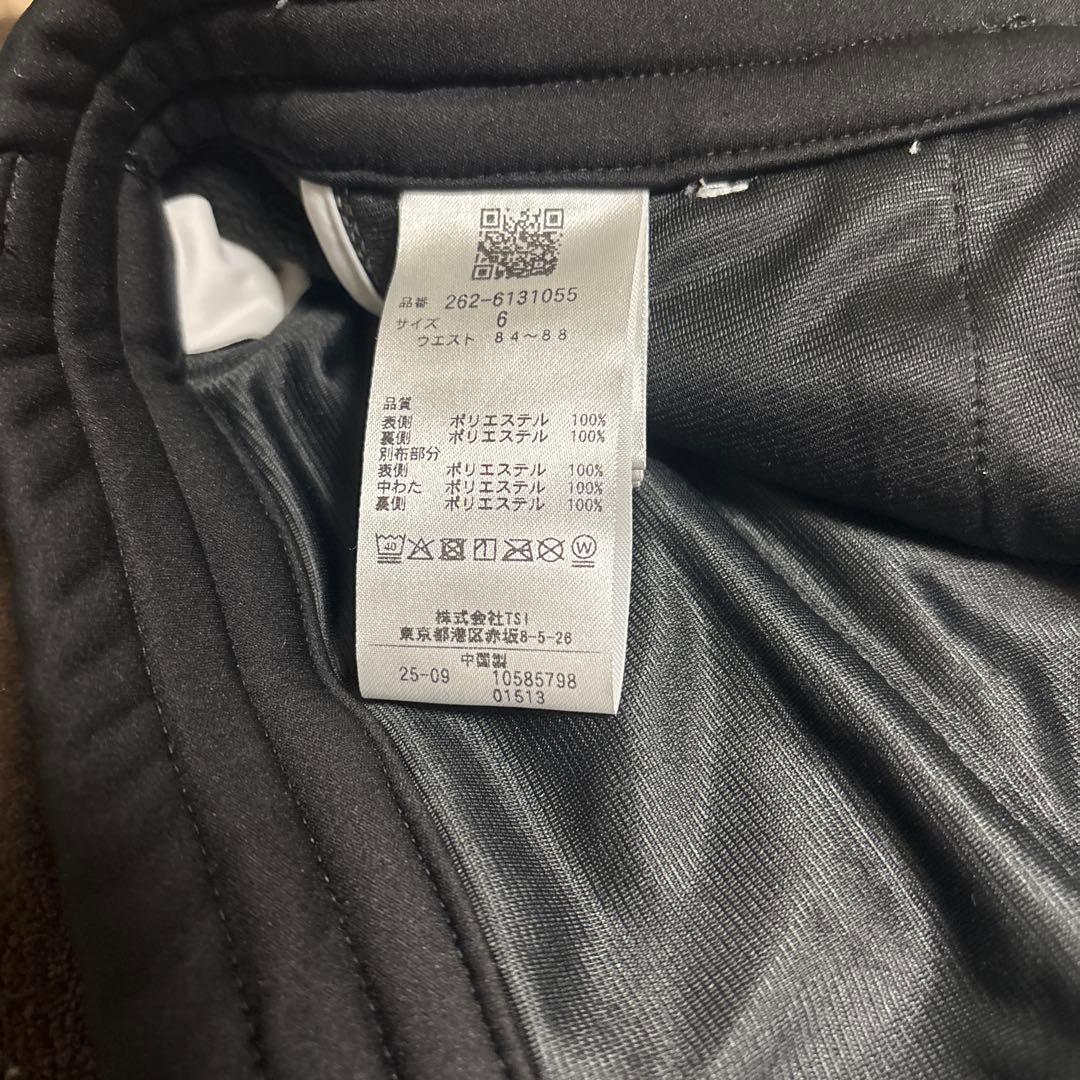 品番 262-6131055
サイズ 6
ウエスト 84～88
品質
表側 ポリエステル 100%
裏側 ポリエステル 100%
別布部分
表側 ポリエステル 100%
中わた ポリエステル 100%
裏側 ポリエステル 100%
40 W
株式会社TSI
東京都港区赤坂8-5-26
中国製
25-09 10585798
01513